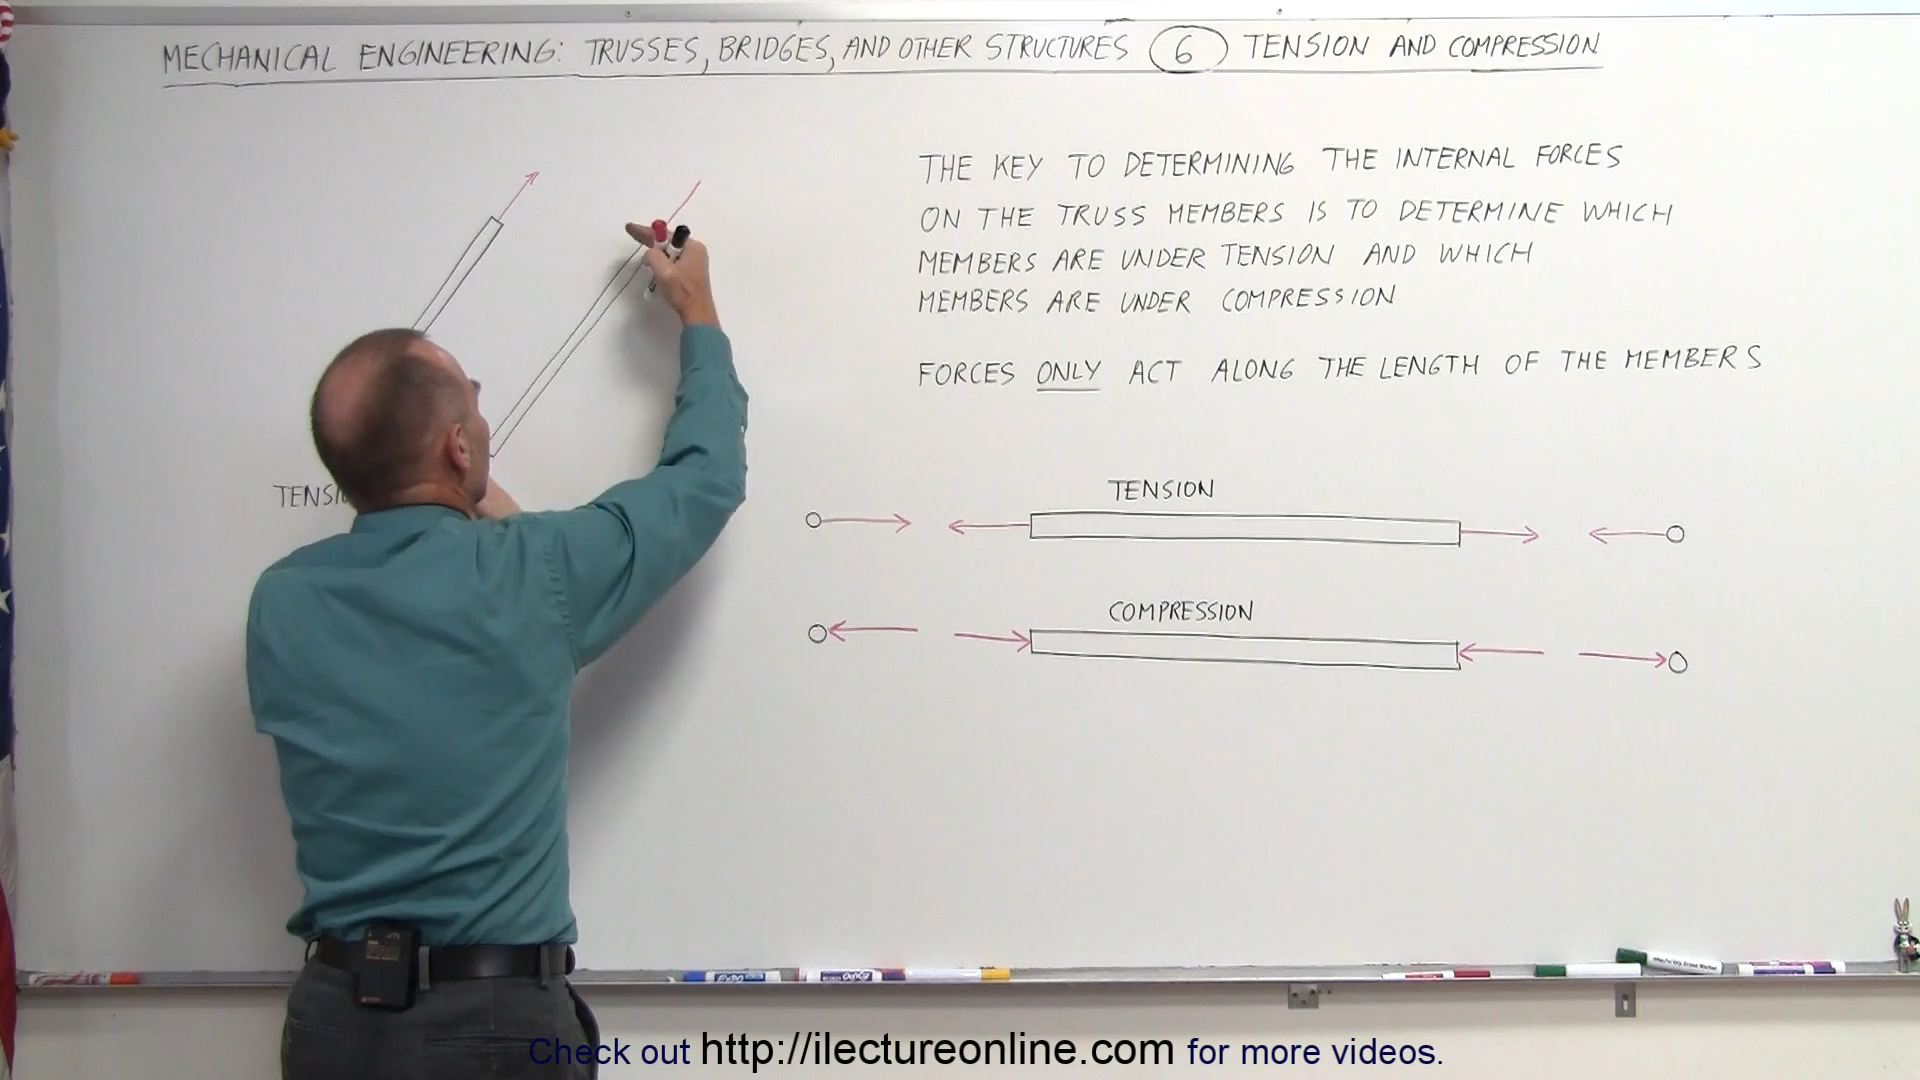 MECHANICAL ENGINEERING: TRUSSES, BRIDGES, AND OTHER STRUCTURES 6 TENSION AND COMPRESSION
THE KEY TO DETERMINING THE INTERNAL FORCES
ON THE TRUSS MEMBERS IS TO DETERMINE WHICH
MEMBERS ARE UNDER TENSION AND WHICH
MEMBERS ARE UNDER COMPRESSION
FORCES ONLY ACT ALONG THE LENGTH OF THE MEMBERS
TENSI
TENSION
COMPRESSION
EXPO
Check out http://ilectureonline.com for more videos.